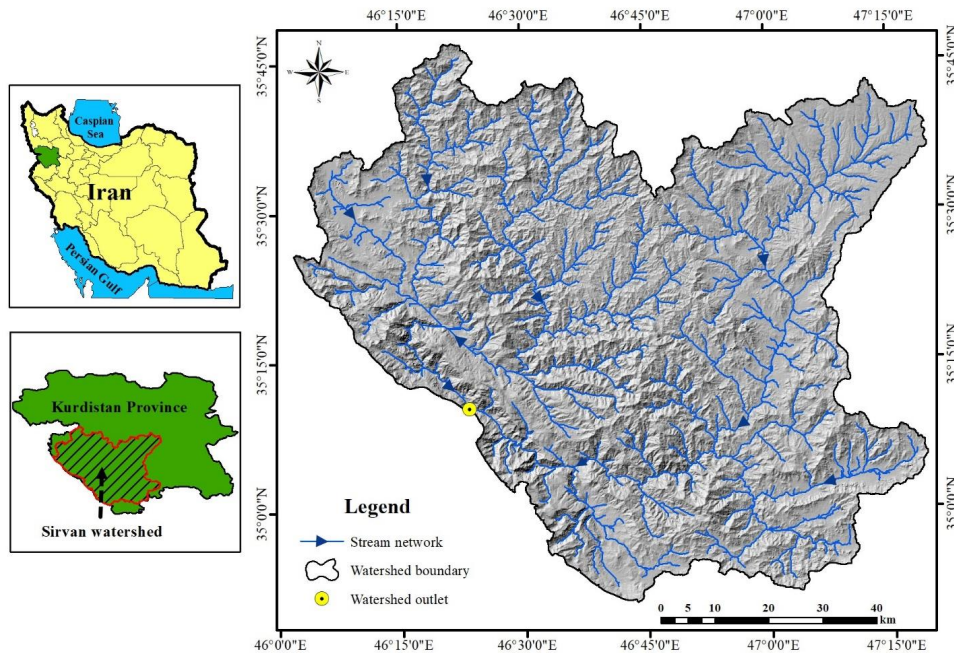 Caspian
Sea
Iran
Persian Gulf
Kurdistan Province
Sirvan watershed
46°15'0"E
46°30'0"E
46°45'0"E
47°0'0"E
47°15'0"E
N
W
E
S
35°45'0"N
35°30'0"N
35°15'0"N
35°0'0"N
35°45'0"N
35°30'0"N
35°15'0"N
35°0'0"N
Legend
Stream network
Watershed boundary
Watershed outlet
0 5 10 20 30 40
km
46°0'0"E
46°15'0"E
46°30'0"E
46°45'0"E
47°0'0"E
47°15'0"E